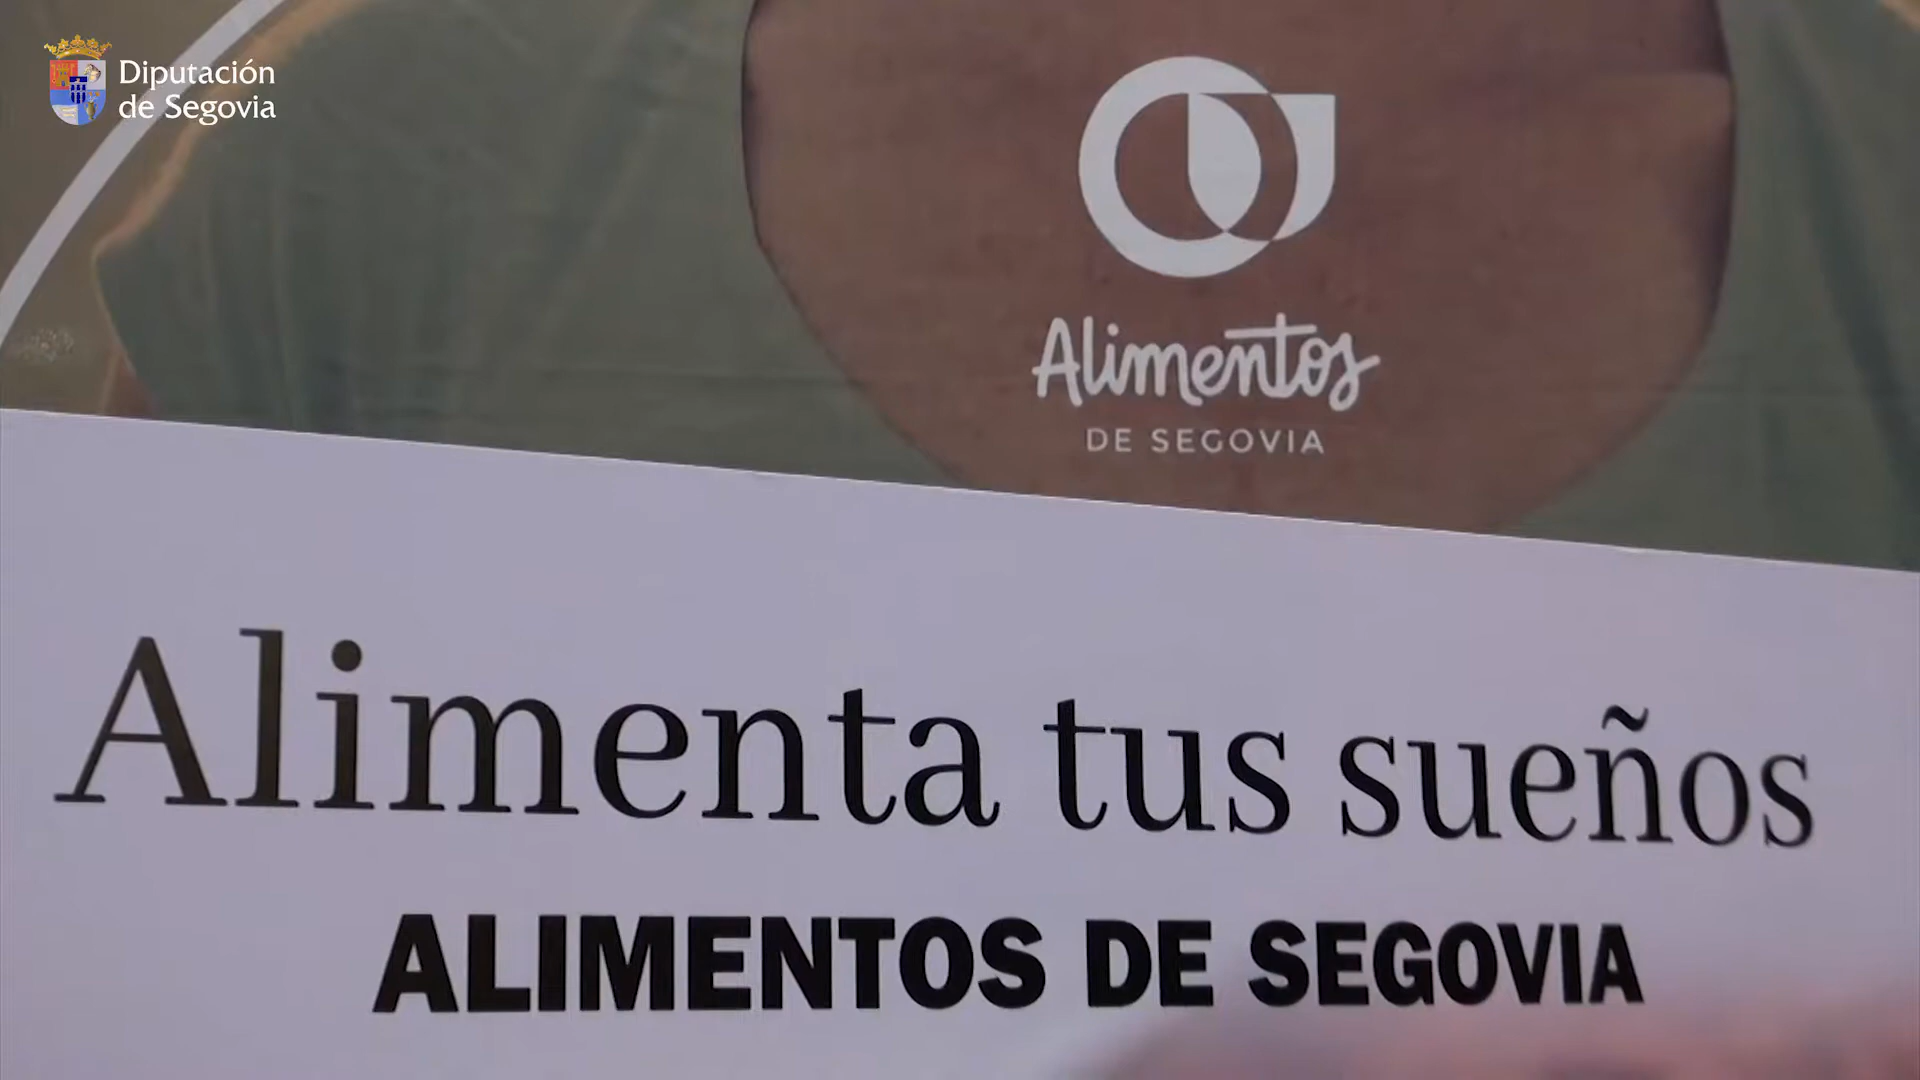 Diputación
de Segovia
Alimentos
DE SEGOVIA
Alimenta tus sueños
ALIMENTOS DE SEGOVIA